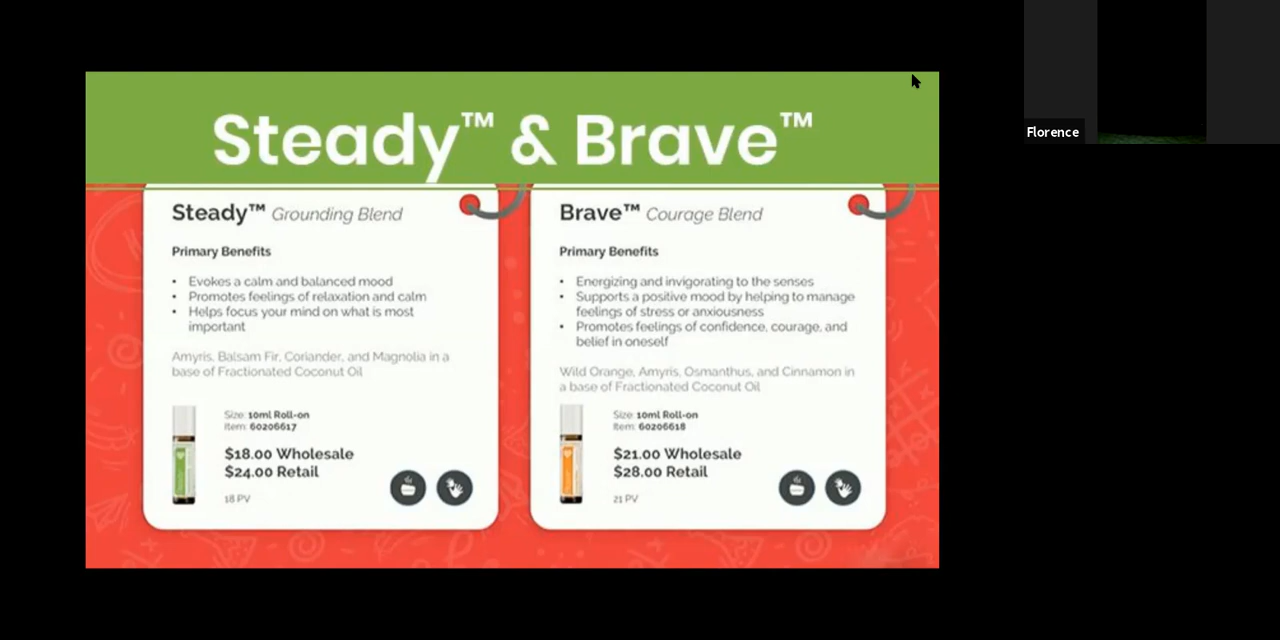 Steady™ & Brave™
Steady™ Grounding Blend
Primary Benefits
• Evokes a calm and balanced mood
• Promotes feelings of relaxation and calm
• Helps focus your mind on what is most
important
Amyris, Balsam Fir, Coriander, and Magnolia in a
base of Fractionated Coconut Oil
Size: 10ml Roll-on
Item: 60206617
$18.00 Wholesale
$24.00 Retail
18 PV
Brave™ Courage Blend
Primary Benefits
• Energizing and invigorating to the senses
• Supports a positive mood by helping to manage
feelings of stress or anxiousness
• Promotes feelings of confidence, courage, and
belief in oneself
Wild Orange, Amyris, Osmanthus, and Cinnamon in
a base of Fractionated Coconut Oil
Size: 10ml Roll-on
Item: 60206618
$21.00 Wholesale
$28.00 Retail
21 PV
Florence